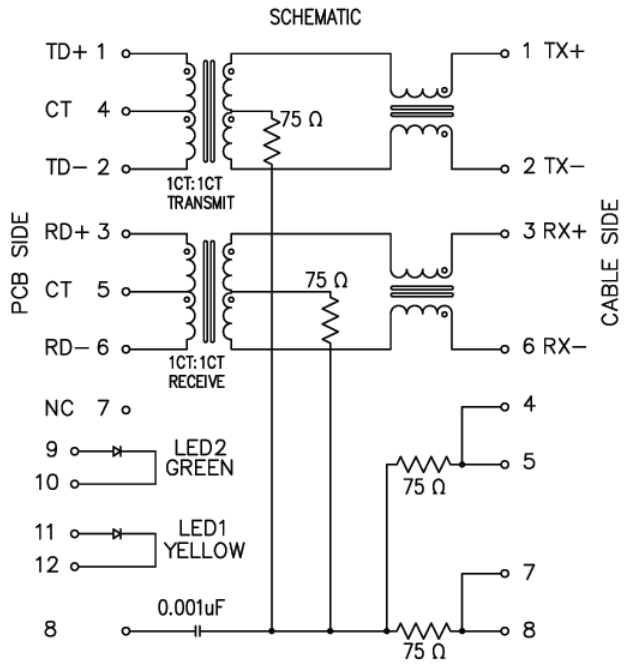 SCHEMATIC
TD+ 1
1 TX+
CT 4
75 Ω
TD- 2
2 TX-
1CT:1CT
TRANSMIT
RD+ 3
3 RX+
PCB SIDE
CABLE SIDE
75 Ω
CT 5
RD- 6
6 RX-
1CT:1CT
RECEIVE
NC 7
4
9
LED2
GREEN
10
5
75 Ω
11
LED1
YELLOW
12
7
0.001uF
8
8
75 Ω